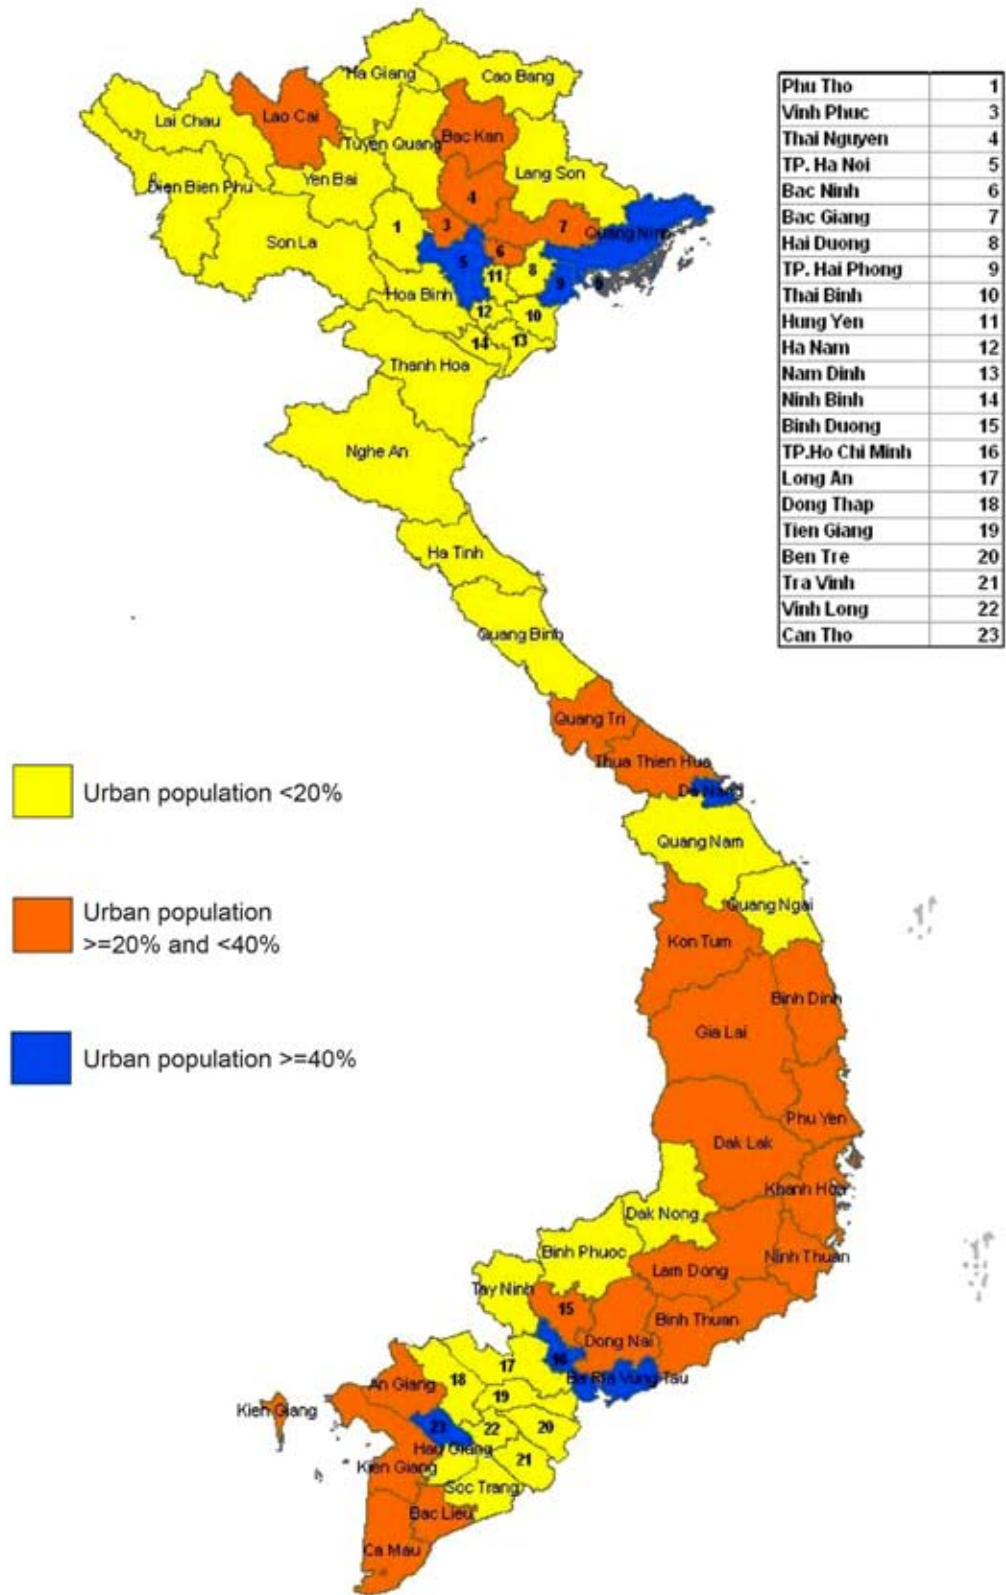 Ha Giang
Cao Bang
Lai Chau
Lao Cai
Tuyen Quang
Bac Kan
Dien Bien Phu
Yen Bai
Lang Son
4
Son La
1
3
7
Quang Ninh
5
6
8
Hoa Binh
11
9
9
12
10
14
13
Thanh Hoa
Nghe An
Ha Tinh
Quang Binh
Quang Tri
Thua Thien Hua
Da Nang
Quang Nam
Quang Ngai
Kon Tum
Binh Dinh
Gia Lai
Phu Yen
Dak Lak
Khanh Hoa
Dak Nong
Binh Phuoc
Ninh Thuan
Lam Dong
Tay Ninh
15
Binh Thuan
Dong Nai
16
17
Ba Ria Vung Tau
An Giang
18
19
Kien Giang
23
22
20
Hau Giang
21
Kien Giang
Soc Trang
Bac Lieu
Ca Mau
Phu Tho 1
Vinh Phuc 3
Thai Nguyen 4
TP. Ha Noi 5
Bac Ninh 6
Bac Giang 7
Hai Duong 8
TP. Hai Phong 9
Thai Binh 10
Hung Yen 11
Ha Nam 12
Nam Dinh 13
Ninh Binh 14
Binh Duong 15
TP.Ho Chi Minh 16
Long An 17
Dong Thap 18
Tien Giang 19
Ben Tre 20
Tra Vinh 21
Vinh Long 22
Can Tho 23
Urban population <20%
Urban population
>=20% and <40%
Urban population >=40%